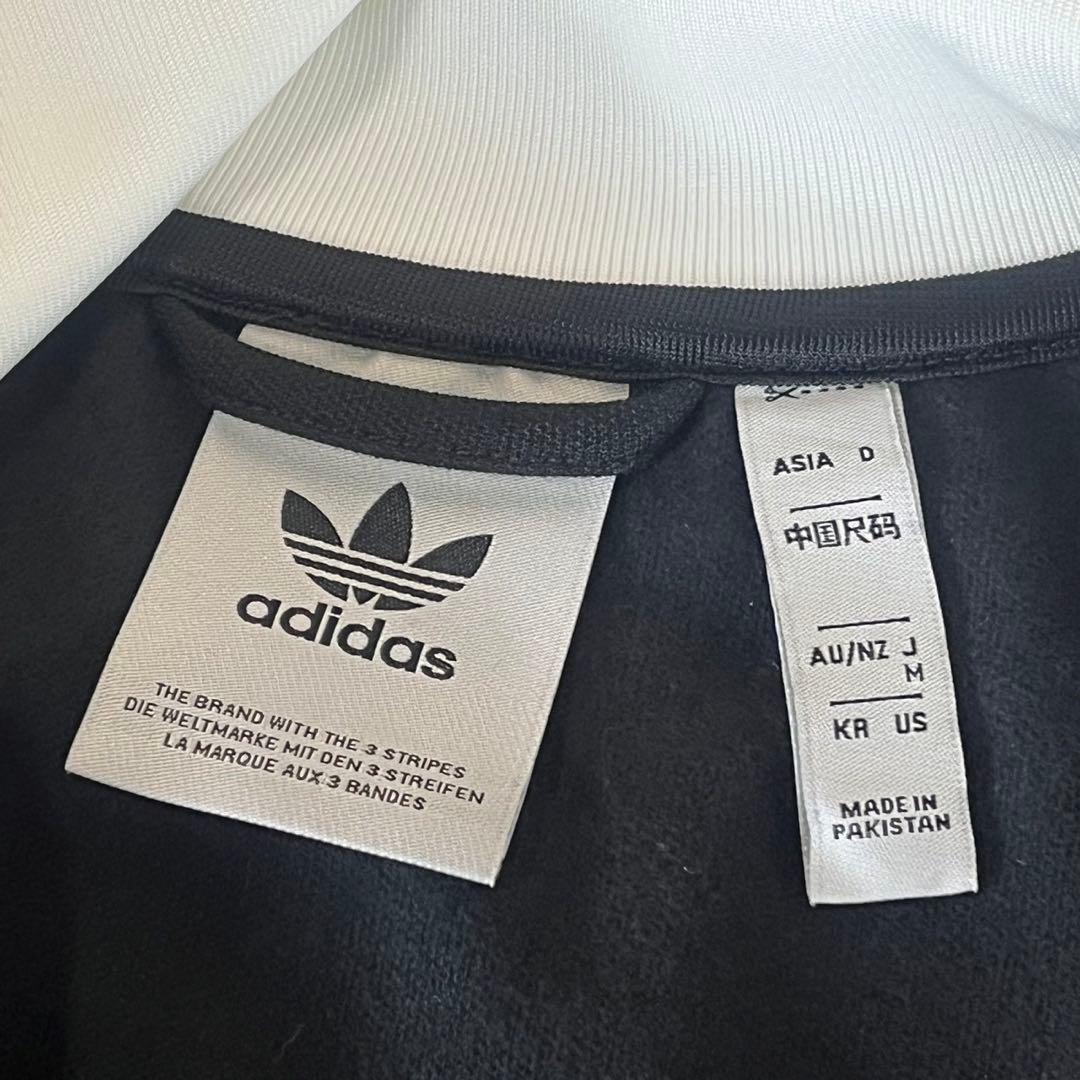 adidas
THE BRAND WITH THE 3 STRIPES
DIE WELTMARKE MIT DEN 3 STREIFEN
LA MARQUE AUX 3 BANDES
ASIA D
中国尺码
AU/NZ J
M
KR US
MADE IN
PAKISTAN